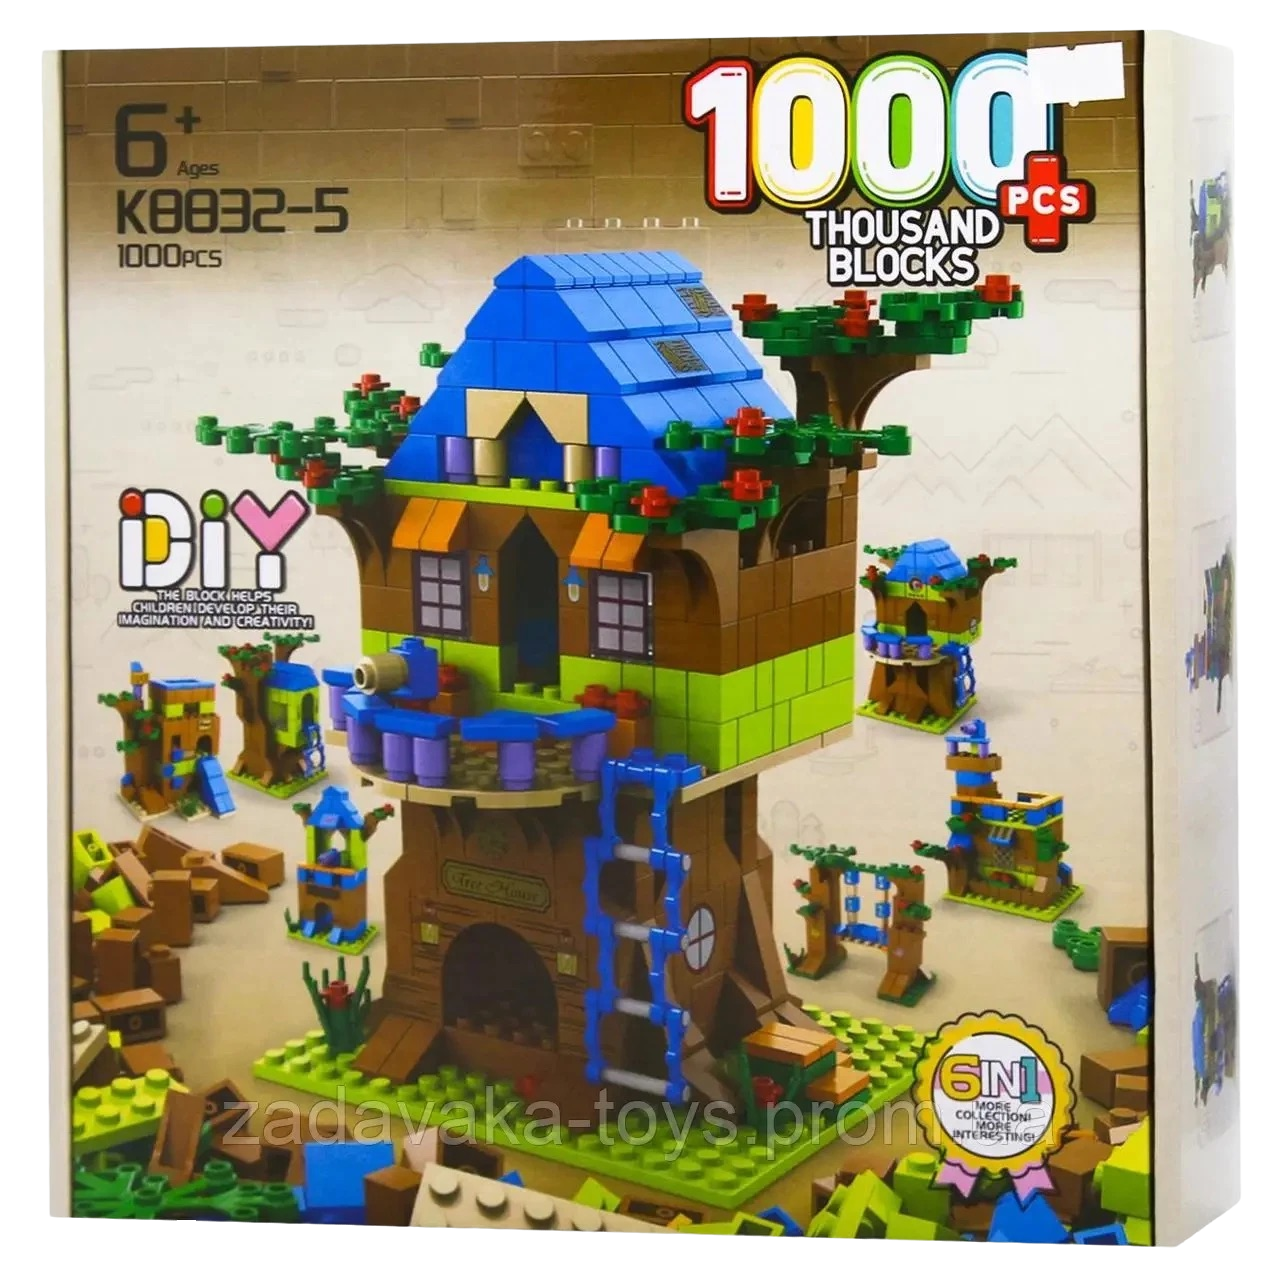 6+
Ages
K8832-5
1000PCS
1000
PCS
THOUSAND
BLOCKS
DIY
THE BLOCK HELPS
CHILDREN DEVELOP THEIR
IMAGINATION AND CREATIVITY!
Tree House
6IN1
MORE
COLLECTION!
MORE
INTERESTING!
zadavaka-toys.prom.ua